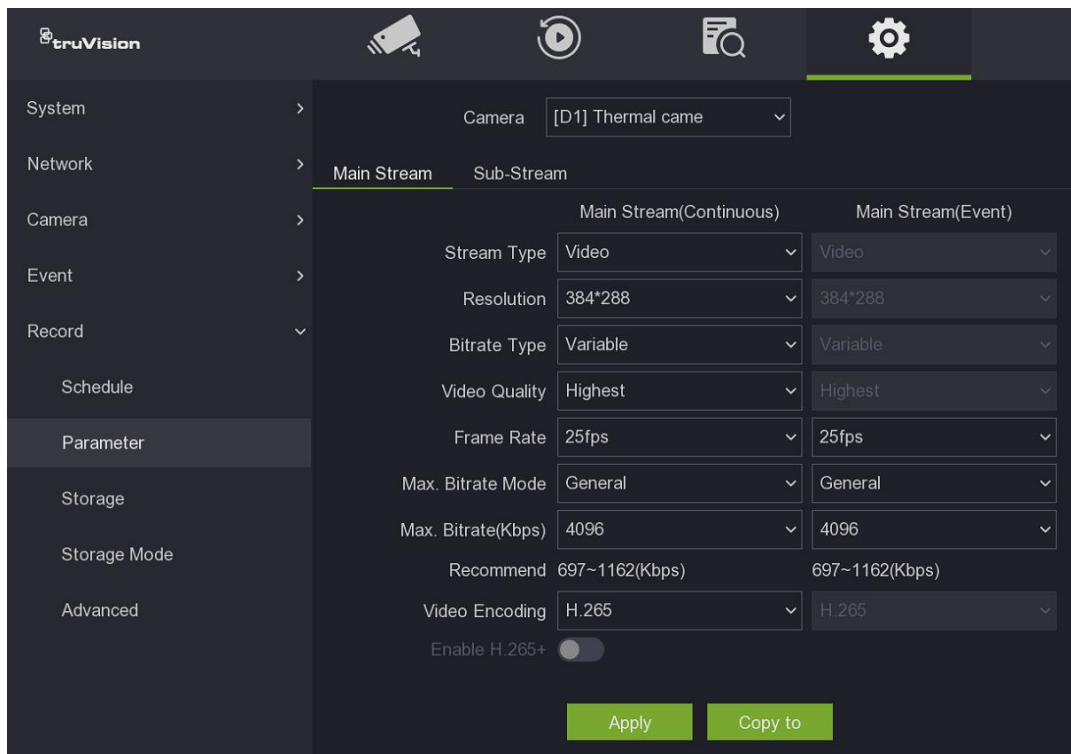 truVision
System
Network
Camera
Event
Record
Schedule
Parameter
Storage
Storage Mode
Advanced
Camera [D1] Thermal came
Main Stream Sub-Stream
Main Stream(Continuous) Main Stream(Event)
Stream Type Video Video
Resolution 384*288 384*288
Bitrate Type Variable Variable
Video Quality Highest Highest
Frame Rate 25fps 25fps
Max. Bitrate Mode General General
Max. Bitrate(Kbps) 4096 4096
Recommend 697~1162(Kbps) 697~1162(Kbps)
Video Encoding H.265 H.265
Enable H.265+
Apply Copy to